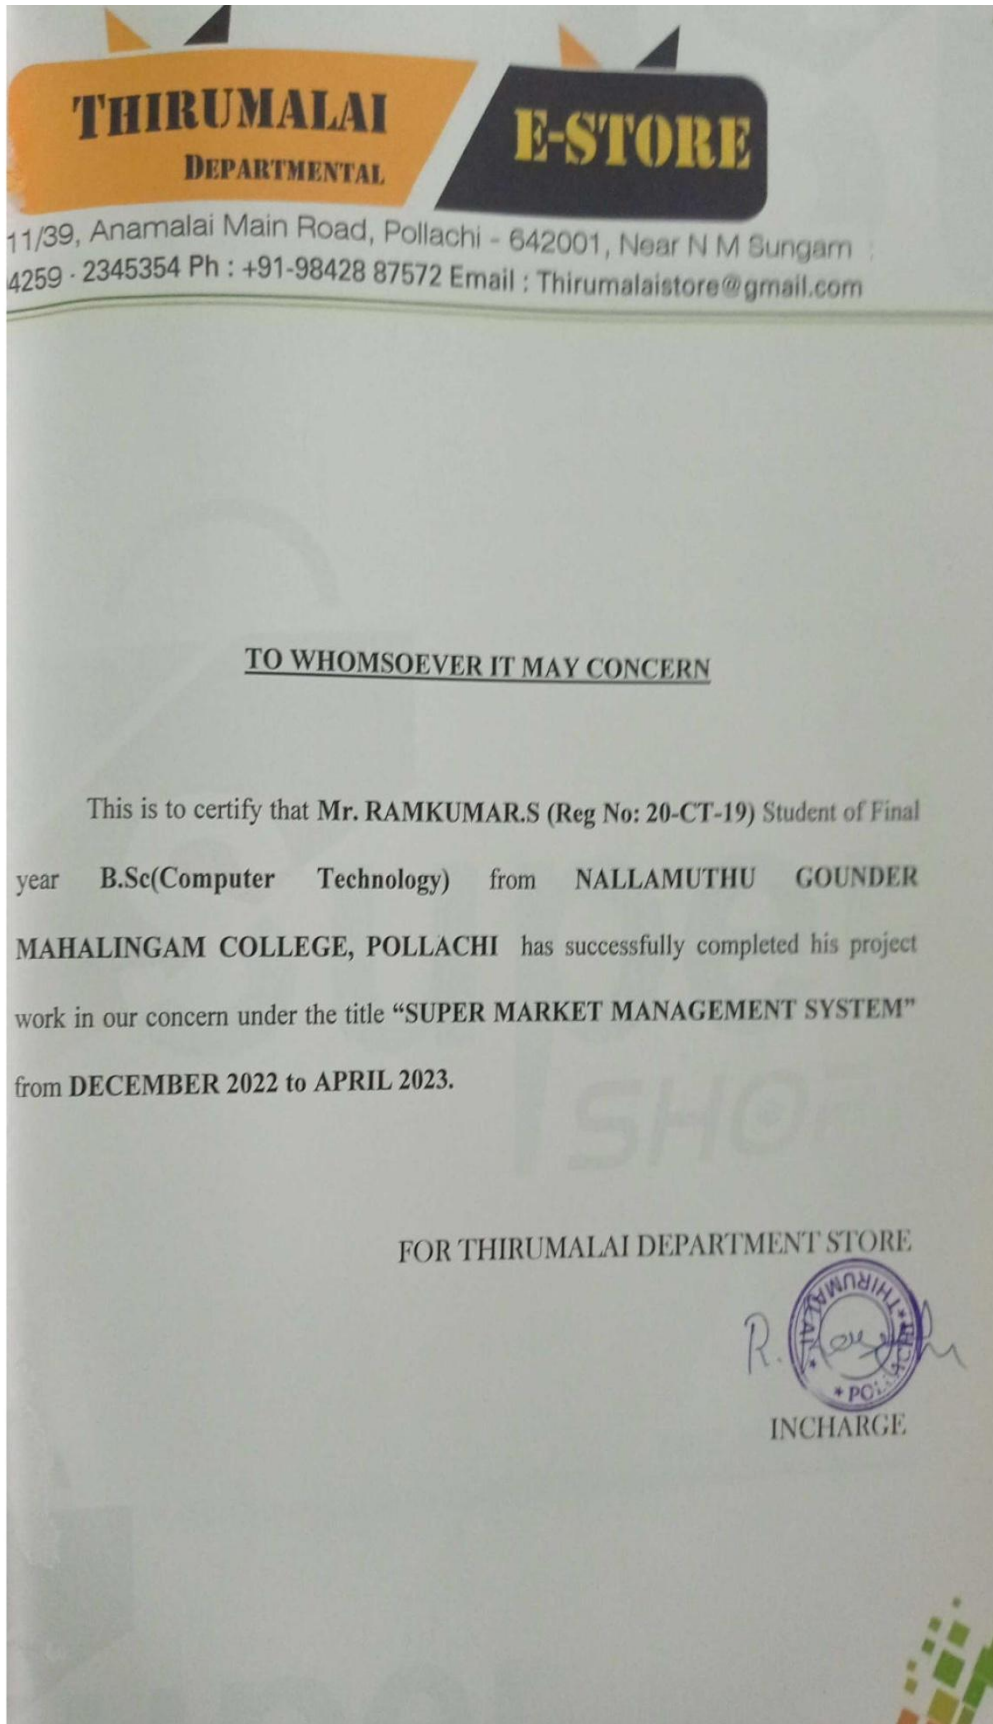 THIRUMALAI
DEPARTMENTAL
E-STORE
11/39, Anamalai Main Road, Pollachi - 642001, Near N M Sungam
4259 - 2345354 Ph : +91-98428 87572 Email : Thirumalaistore@gmail.com
TO WHOMSOEVER IT MAY CONCERN
This is to certify that Mr. RAMKUMAR.S (Reg No: 20-CT-19) Student of Final
year B.Sc(Computer Technology) from NALLAMUTHU GOUNDER
MAHALINGAM COLLEGE, POLLACHI has successfully completed his project
work in our concern under the title “SUPER MARKET MANAGEMENT SYSTEM”
from DECEMBER 2022 to APRIL 2023.
SHO
FOR THIRUMALAI DEPARTMENT STORE
R.
THIRUMALAI
INCHARGE